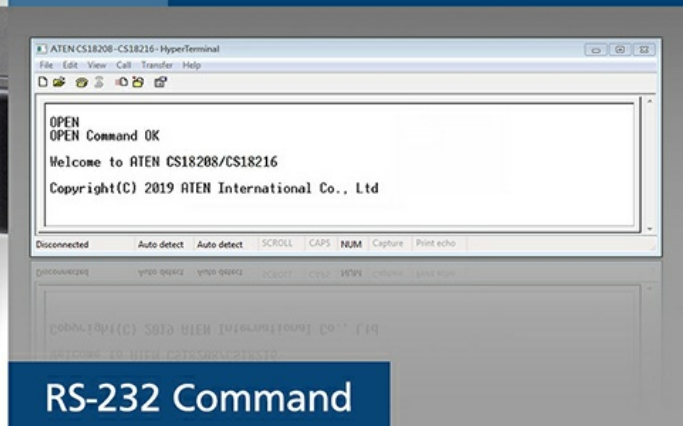 ATEN CS18208-CS18216 - HyperTerminal
File Edit View Call Transfer Help
OPEN
OPEN Command OK
Welcome to ATEN CS18208/CS18216
Copyright(C) 2019 ATEN International Co., Ltd
Disconnected Auto detect Auto detect SCROLL CAPS NUM Capture Print echo
RS-232 Command